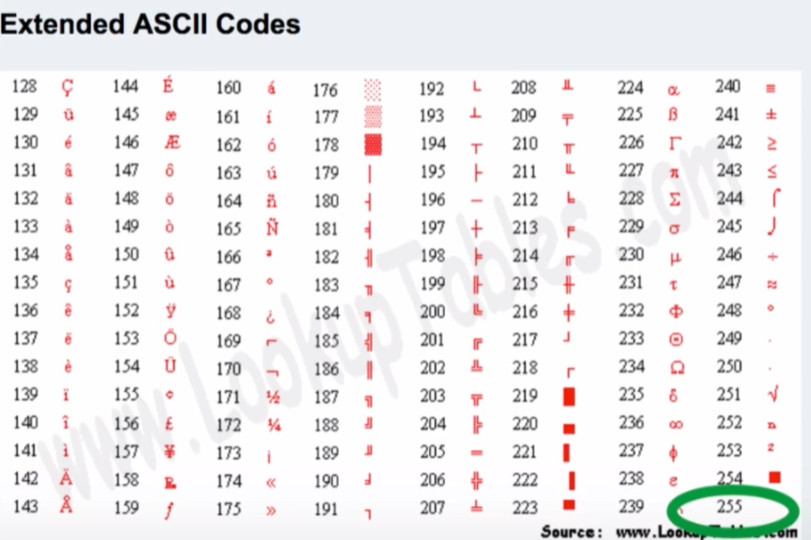 Extended ASCII Codes
128 Ç 144 É 160 á 176 ░ 192 └ 208 ╨ 224 α 240 ≡
129 ü 145 æ 161 í 177 ▒ 193 ┴ 209 ╤ 225 ß 241 ±
130 é 146 Æ 162 ó 178 ▓ 194 ┬ 210 ╥ 226 Γ 242 ≥
131 â 147 ô 163 ú 179 │ 195 ├ 211 ╙ 227 π 243 ≤
132 ä 148 ö 164 ñ 180 ┤ 196 ─ 212 ╘ 228 Σ 244 ⌠
133 à 149 ò 165 Ñ 181 ╡ 197 ┼ 213 ╒ 229 σ 245 ⌡
134 å 150 û 166 ª 182 ╢ 198 ╞ 214 ╓ 230 µ 246 ÷
135 ç 151 ù 167 º 183 ╖ 199 ╟ 215 ╫ 231 τ 247 ≈
136 ê 152 ÿ 168 ¿ 184 ╕ 200 ╚ 216 ╪ 232 Φ 248 °
137 ë 153 Ö 169 ⌐ 185 ╣ 201 ╔ 217 ┘ 233 Θ 249 ∙
138 è 154 Ü 170 ¬ 186 ║ 202 ╩ 218 ┌ 234 Ω 250 ·
139 ï 155 ¢ 171 ½ 187 ╗ 203 ╦ 219 █ 235 δ 251 √
140 î 156 £ 172 ¼ 188 ╝ 204 ╠ 220 ▄ 236 ∞ 252 ⁿ
141 ì 157 ¥ 173 ¡ 189 ╜ 205 ═ 221 ▌ 237 φ 253 ²
142 Ä 158 ₧ 174 « 190 ╛ 206 ╬ 222 ▐ 238 ε 254 ■
143 Å 159 ƒ 175 » 191 ┐ 207 ╧ 223 ▀ 239 255
Source: www.LookupTables.com
www.LookupTables.com